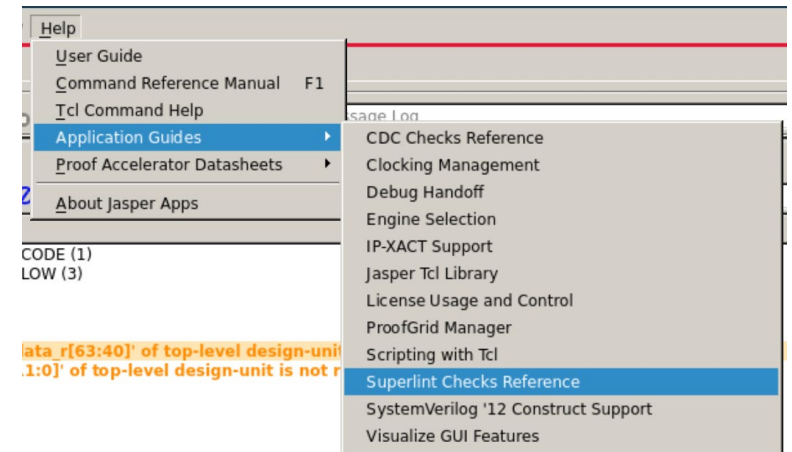 Help
User Guide
Command Reference Manual F1
Tcl Command Help
sage Log
Application Guides
CDC Checks Reference
Proof Accelerator Datasheets
Clocking Management
Debug Handoff
About Jasper Apps
Engine Selection
CODE (1)
IP-XACT Support
LOW (3)
Jasper Tcl Library
License Usage and Control
ProofGrid Manager
ata_r[63:40]' of top-level design-unit
Scripting with Tcl
.1:0]' of top-level design-unit is not r
Superlint Checks Reference
SystemVerilog '12 Construct Support
Visualize GUI Features